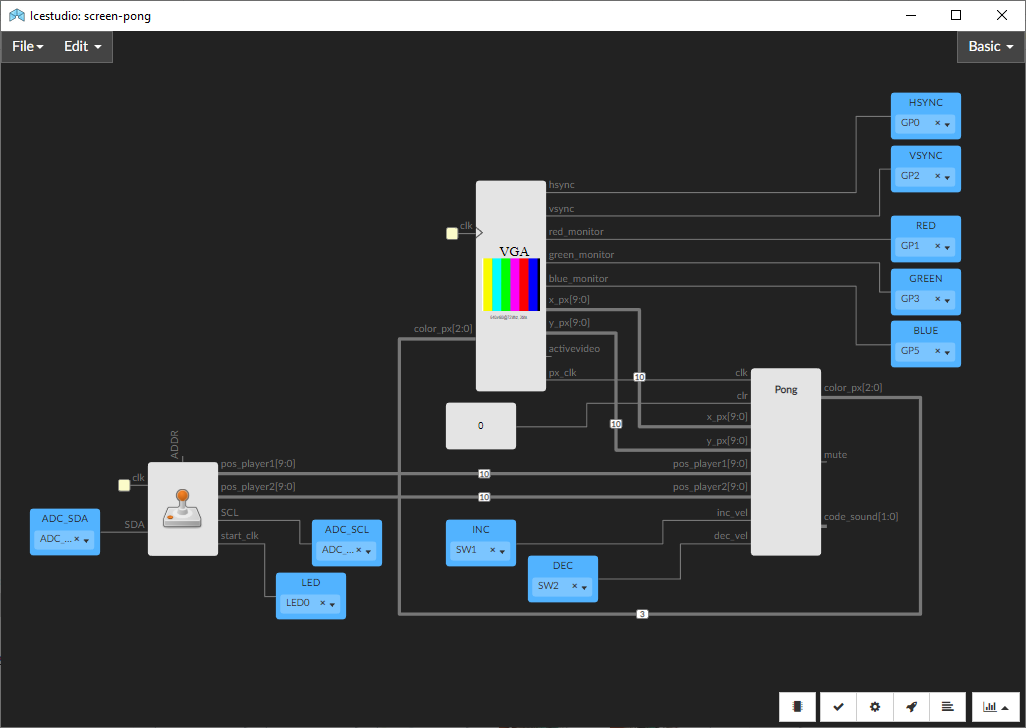 Icestudio: screen-pong
File Edit Basic
HSYNC
GP0 ×
VSYNC
GP2 ×
RED
GP1 ×
GREEN
GP3 ×
BLUE
GP5 ×
clk
VGA
hsync
vsync
red_monitor
green_monitor
blue_monitor
x_px[9:0]
y_px[9:0]
activevideo
px_clk
color_px[2:0]
10
10
0
Pong
clk
clr
x_px[9:0]
y_px[9:0]
pos_player1[9:0]
pos_player2[9:0]
inc_vel
dec_vel
color_px[2:0]
mute
code_sound[1:0]
ADDR
clk
SDA
pos_player1[9:0]
pos_player2[9:0]
SCL
start_clk
10
10
ADC_SDA
ADC_... ×
ADC_SCL
ADC_... ×
LED
LED0 ×
INC
SW1 ×
DEC
SW2 ×
3